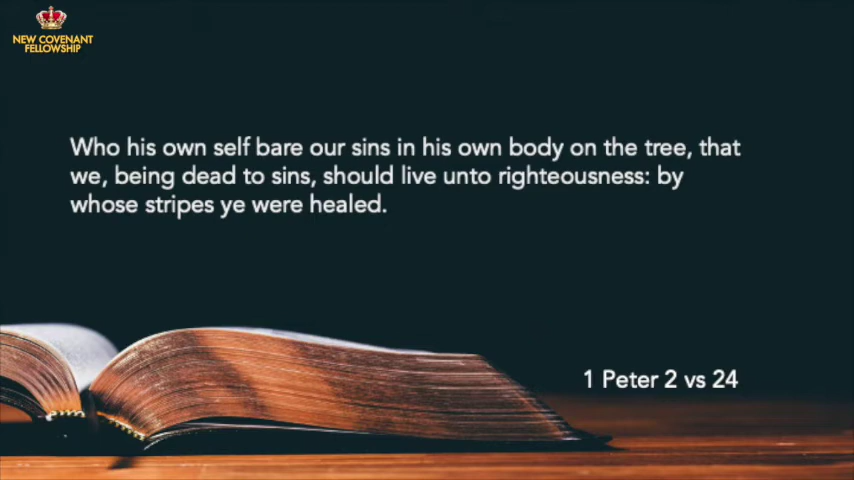 NEW COVENANT
FELLOWSHIP
Who his own self bare our sins in his own body on the tree, that
we, being dead to sins, should live unto righteousness: by
whose stripes ye were healed.
1 Peter 2 vs 24